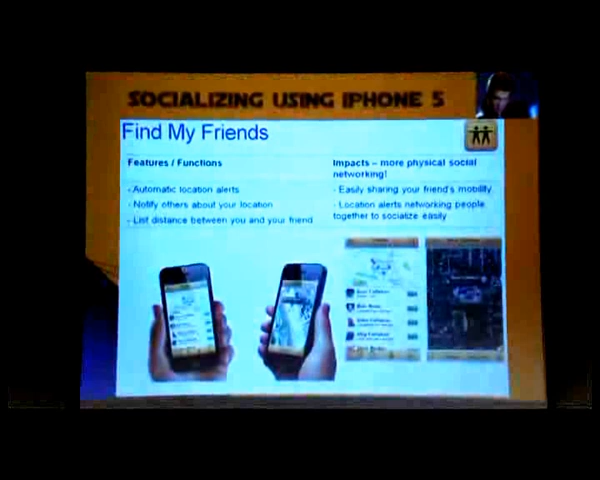 SOCIALIZING USING IPHONE 5
Find My Friends
Features / Functions
- Automatic location alerts
- Notify others about your location
- List distance between you and your friend
Impacts – more physical social
networking!
- Easily sharing your friend's mobility
- Location alerts networking people
together to socialize easily